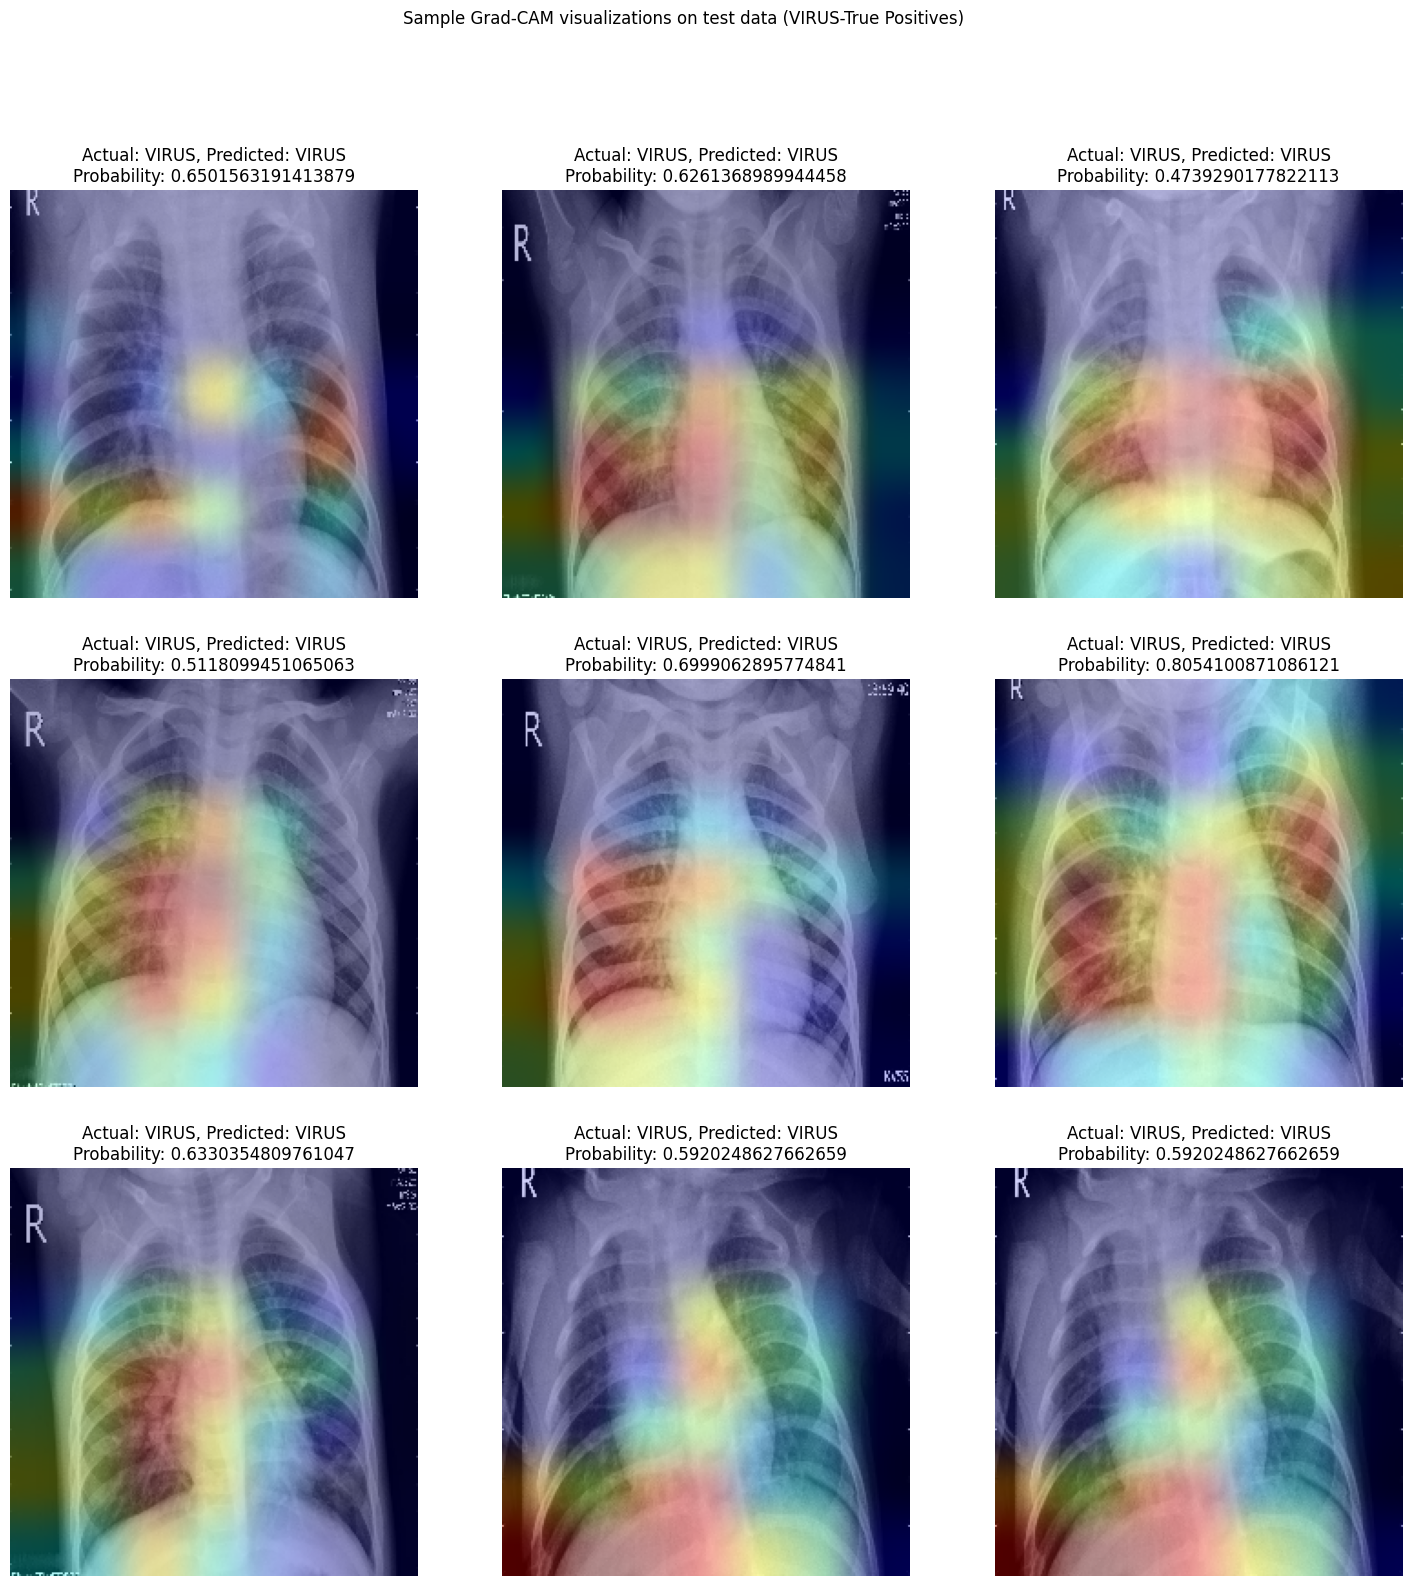 Sample Grad-CAM visualizations on test data (VIRUS-True Positives)
Actual: VIRUS, Predicted: VIRUS
Probability: 0.6501563191413879
R
Actual: VIRUS, Predicted: VIRUS
Probability: 0.6261368989944458
R
Actual: VIRUS, Predicted: VIRUS
Probability: 0.4739290177822113
R
Actual: VIRUS, Predicted: VIRUS
Probability: 0.5118099451065063
R
Actual: VIRUS, Predicted: VIRUS
Probability: 0.6999062895774841
R
Actual: VIRUS, Predicted: VIRUS
Probability: 0.8054100871086121
R
Actual: VIRUS, Predicted: VIRUS
Probability: 0.6330354809761047
R
Actual: VIRUS, Predicted: VIRUS
Probability: 0.5920248627662659
R
Actual: VIRUS, Predicted: VIRUS
Probability: 0.5920248627662659
R